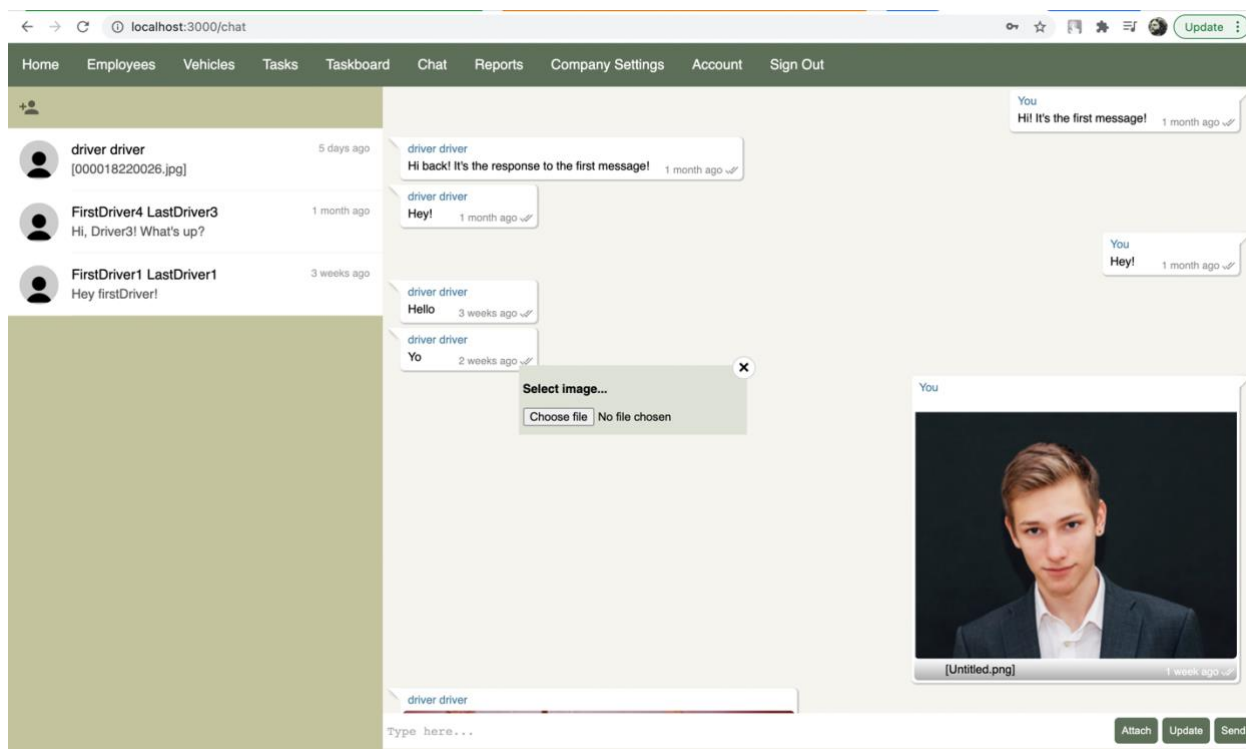 localhost:3000/chat
Update
Home Employees Vehicles Tasks Taskboard Chat Reports Company Settings Account Sign Out
driver driver 5 days ago
[000018220026.jpg]
FirstDriver4 LastDriver3 1 month ago
Hi, Driver3! What's up?
FirstDriver1 LastDriver1 3 weeks ago
Hey firstDriver!
You
Hi! It's the first message! 1 month ago
driver driver
Hi back! It's the response to the first message! 1 month ago
driver driver
Hey! 1 month ago
You
Hey! 1 month ago
driver driver
Hello 3 weeks ago
driver driver
Yo 2 weeks ago
Select image...
Choose file No file chosen
You
[Untitled.png] 1 week ago
driver driver
Type here...
Attach Update Send